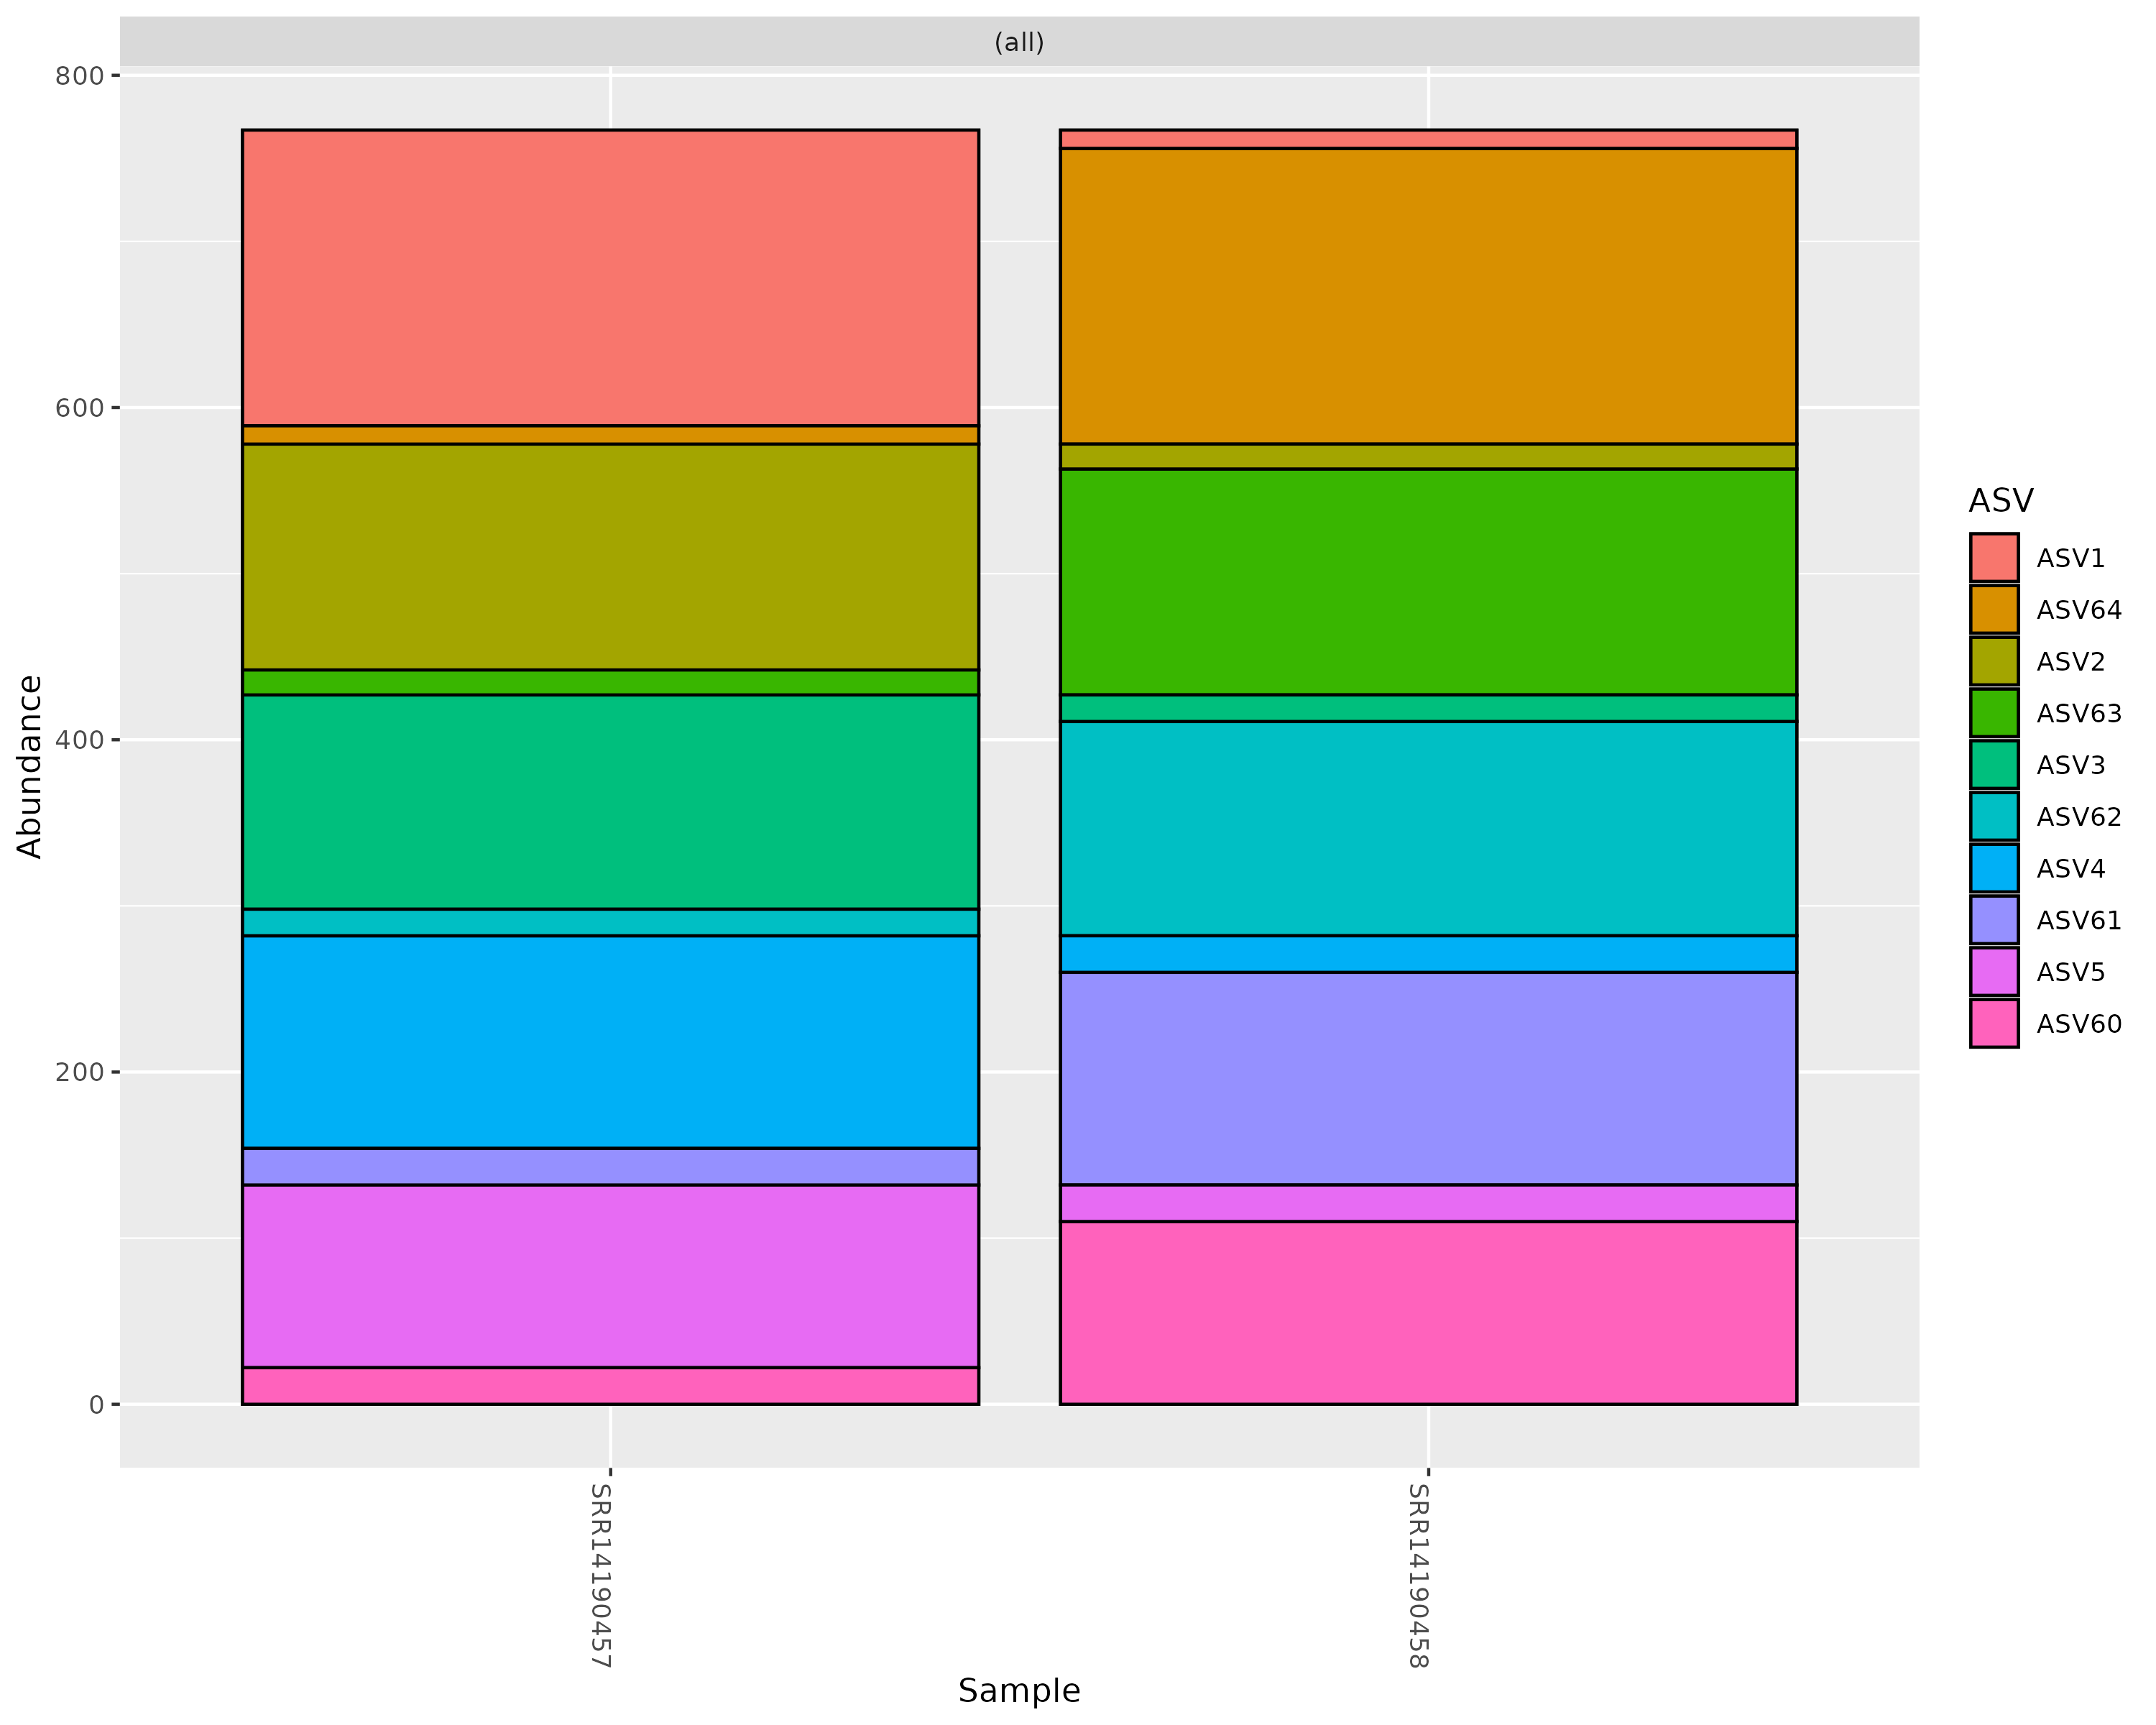 (all)
800
600
400
200
0
Abundance
SRR14190457
SRR14190458
Sample
ASV
ASV1
ASV64
ASV2
ASV63
ASV3
ASV62
ASV4
ASV61
ASV5
ASV60